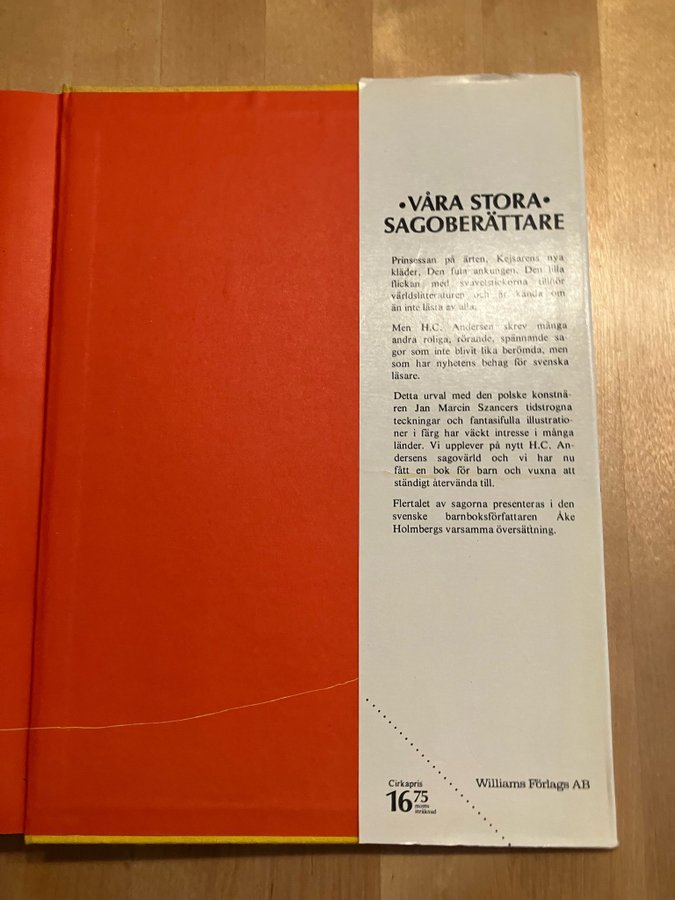 •VÅRA STORA•
SAGOBERÄTTARE
Prinsessan på ärten, Kejsarens nya
kläder, Den fula ankungen, Den lilla
flickan med svavelstickorna tillhör
världslitteraturen och är kända om
än inte lästa av alla.
Men H.C. Andersen skrev många
andra roliga, rörande, spännande sa-
gor som inte blivit lika berömda, men
som har nyhetens behag för svenska
läsare.
Detta urval med den polske konstnä-
ren Jan Marcin Szancers tidstrogna
teckningar och fantasifulla illustratio-
ner i färg har väckt intresse i många
länder. Vi upplever på nytt H.C. An-
dersens sagovärld och vi har nu
fått en bok för barn och vuxna att
ständigt återvända till.
Flertalet av sagorna presenteras i den
svenske barnboksförfattaren Åke
Holmbergs varsamma översättning.
Cirkapris
16 75
moms
inräknad
Williams Förlags AB